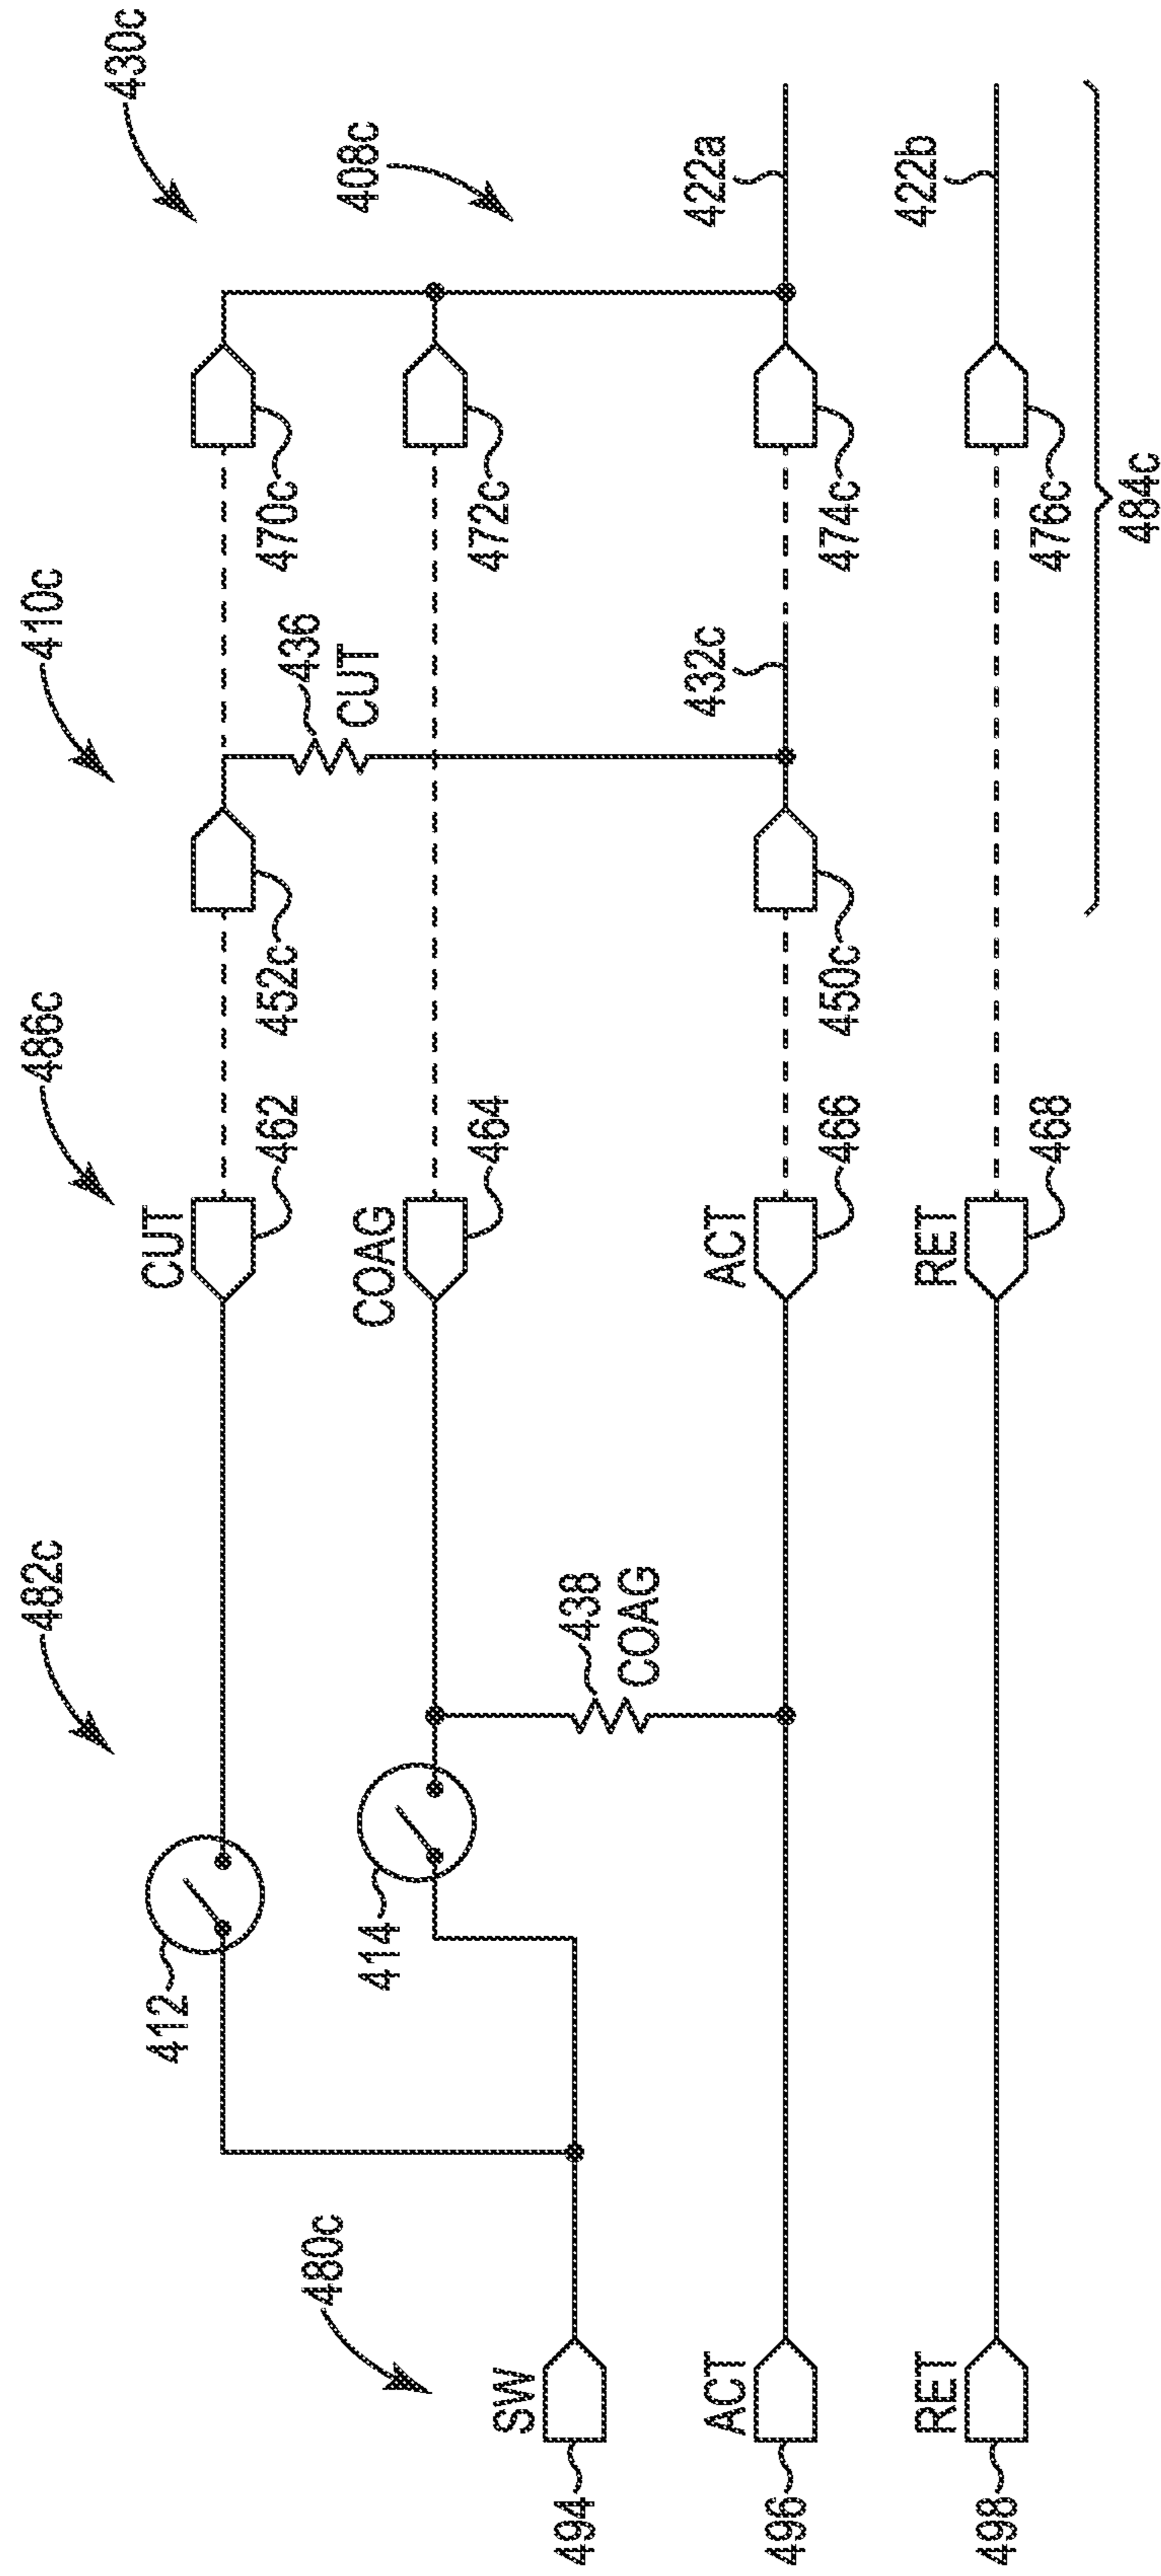 430c
408c
422a
422b
470c
472c
474c
476c
484c
410c
436
CUT
432c
452c
450c
486c
CUT
462
COAG
464
ACT
466
RET
468
482c
438
COAG
412
414
480c
SW
494
ACT
496
RET
498